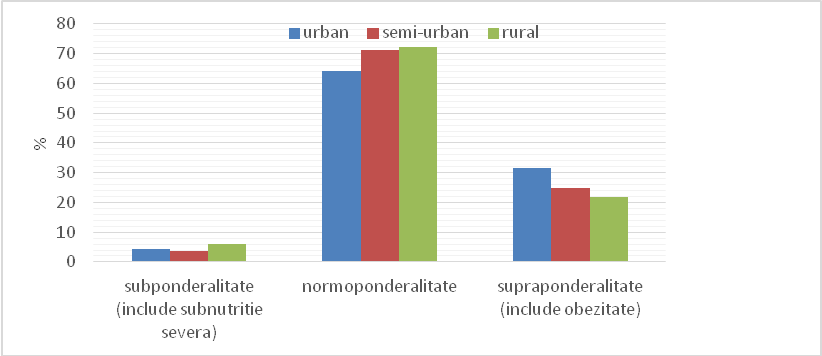 80
urban semi-urban rural
70
60
50
40
%
30
20
10
0
subponderalitate
(include subnutritie
severa)
normoponderalitate
supraponderalitate
(include obezitate)